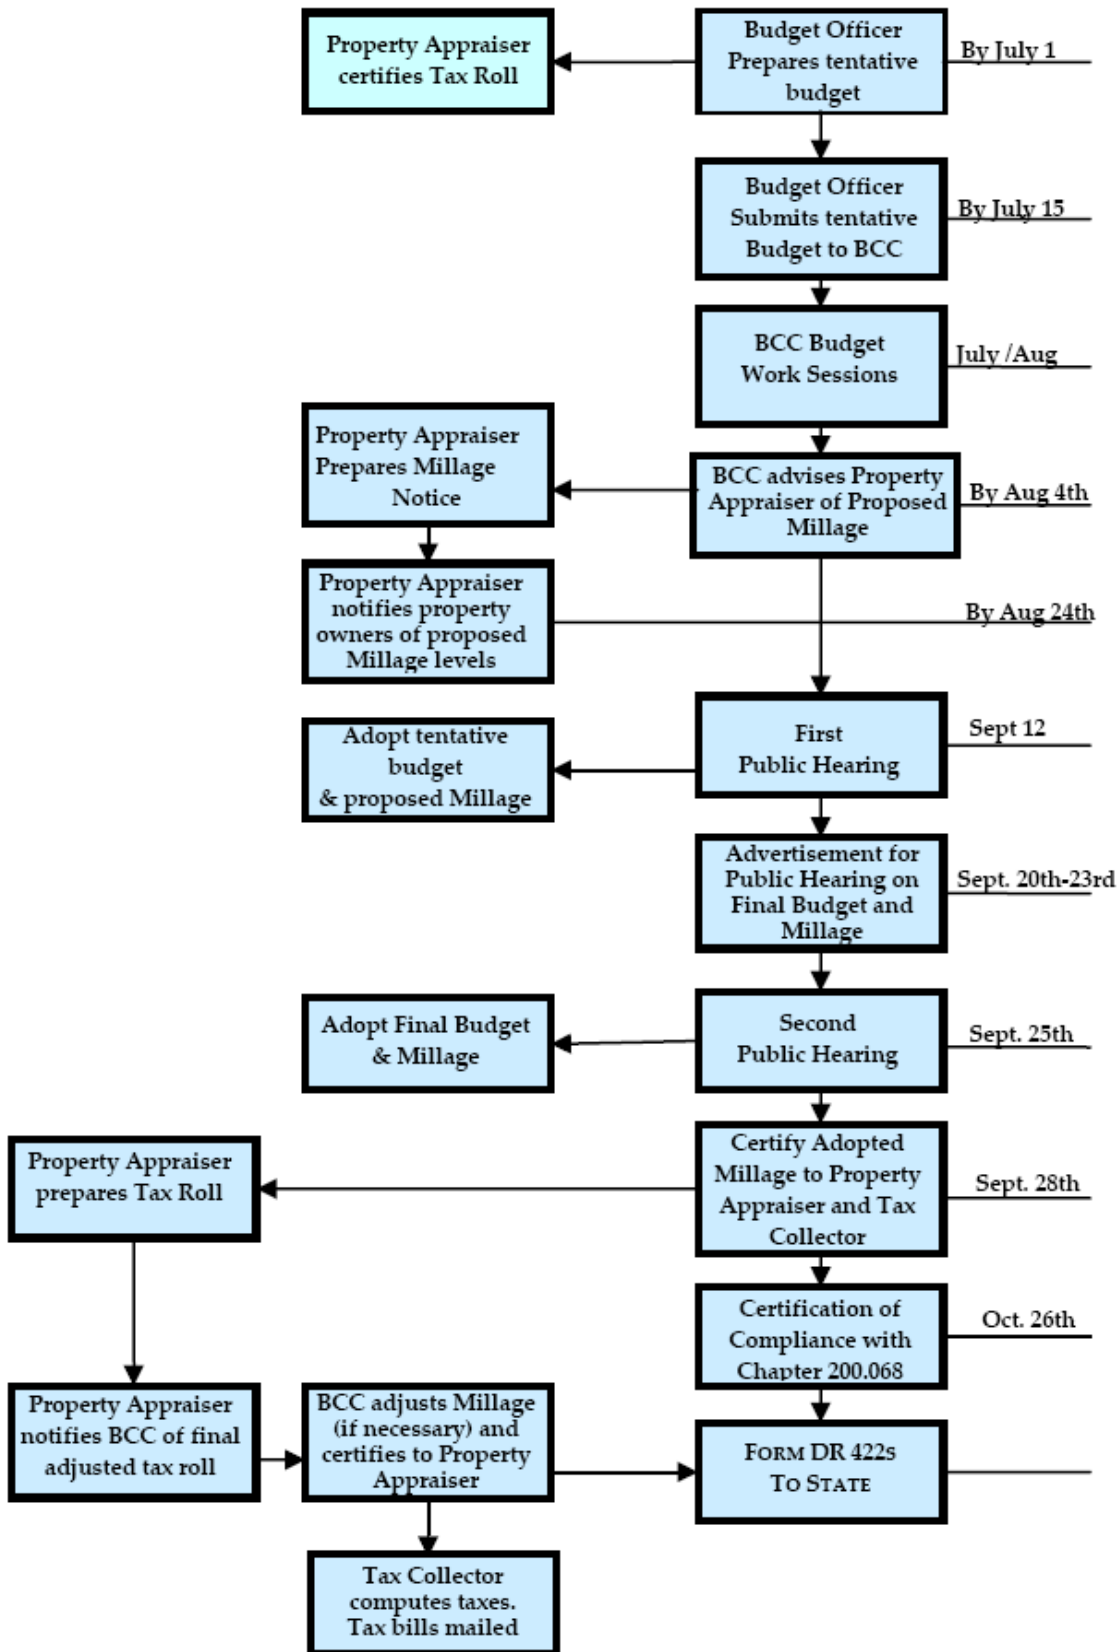 Property Appraiser
certifies Tax Roll
Budget Officer
Prepares tentative
budget
By July 1
Budget Officer
Submits tentative
Budget to BCC
By July 15
BCC Budget
Work Sessions
July /Aug
Property Appraiser
Prepares Millage
Notice
BCC advises Property
Appraiser of Proposed
Millage
By Aug 4th
Property Appraiser
notifies property
owners of proposed
Millage levels
By Aug 24th
Adopt tentative
budget
& proposed Millage
First
Public Hearing
Sept 12
Advertisement for
Public Hearing on
Final Budget and
Millage
Sept. 20th-23rd
Adopt Final Budget
& Millage
Second
Public Hearing
Sept. 25th
Property Appraiser
prepares Tax Roll
Certify Adopted
Millage to Property
Appraiser and Tax
Collector
Sept. 28th
Certification of
Compliance with
Chapter 200.068
Oct. 26th
Property Appraiser
notifies BCC of final
adjusted tax roll
BCC adjusts Millage
(if necessary) and
certifies to Property
Appraiser
FORM DR 422S
TO STATE
Tax Collector
computes taxes.
Tax bills mailed